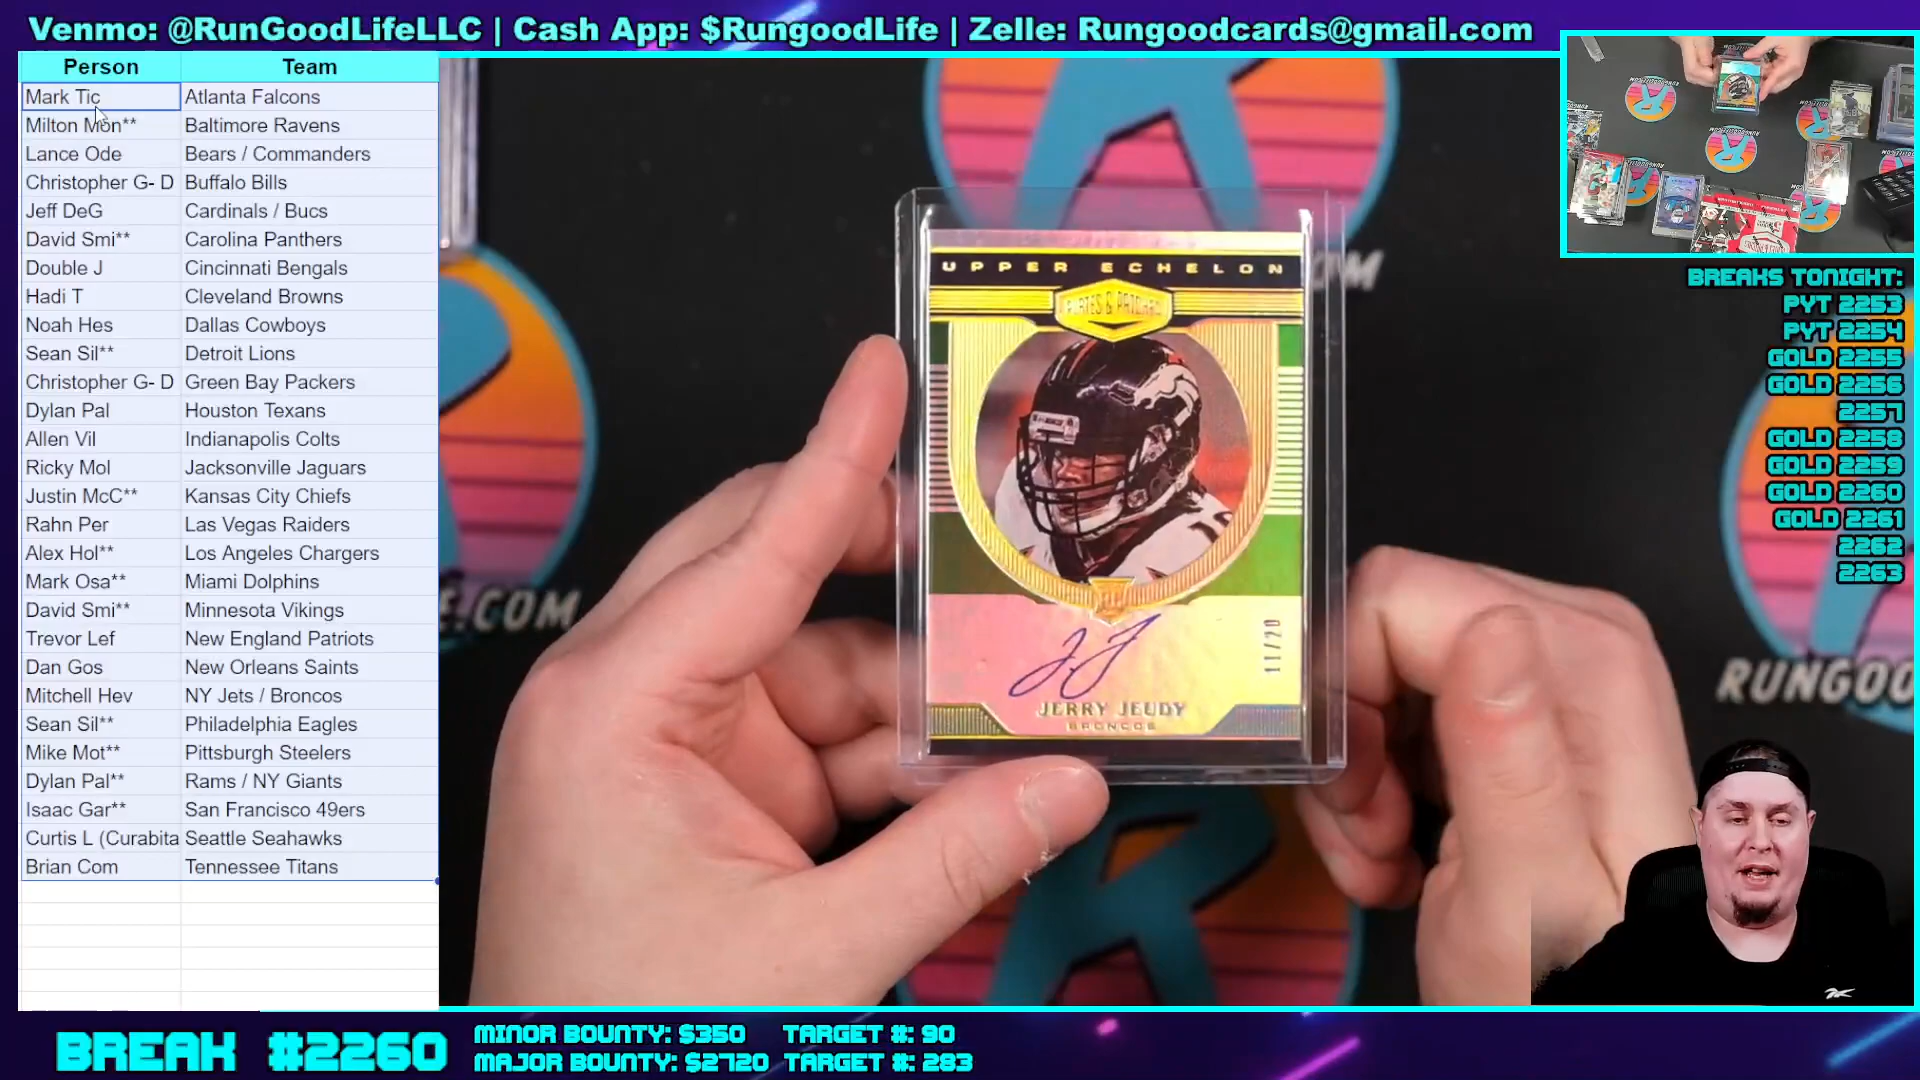 Venmo: @RunGoodLifeLLC | Cash App: $RungoodLife | Zelle: Rungoodcards@gmail.com
Person Team
Mark Tic Atlanta Falcons
Milton Mon** Baltimore Ravens
Lance Ode Bears / Commanders
Christopher G- D Buffalo Bills
Jeff DeG Cardinals / Bucs
David Smi** Carolina Panthers
Double J Cincinnati Bengals
Hadi T Cleveland Browns
Noah Hes Dallas Cowboys
Sean Sil** Detroit Lions
Christopher G- D Green Bay Packers
Dylan Pal Houston Texans
Allen Vil Indianapolis Colts
Ricky Mol Jacksonville Jaguars
Justin McC** Kansas City Chiefs
Rahn Per Las Vegas Raiders
Alex Hol** Los Angeles Chargers
Mark Osa** Miami Dolphins
David Smi** Minnesota Vikings
Trevor Lef New England Patriots
Dan Gos New Orleans Saints
Mitchell Hev NY Jets / Broncos
Sean Sil** Philadelphia Eagles
Mike Mot** Pittsburgh Steelers
Dylan Pal** Rams / NY Giants
Isaac Gar** San Francisco 49ers
Curtis L (Curabita Seattle Seahawks
Brian Com Tennessee Titans
UPPER ECHELON
PLATES & PATCHES
11/20
JERRY JEUDY
BRONCOS
E.COM
OM
RUNGOO
BREAKS TONIGHT:
PYT 2253
PYT 2254
GOLD 2255
GOLD 2256
2257
GOLD 2258
GOLD 2259
GOLD 2260
GOLD 2261
2262
2263
BREAK #2260
MINOR BOUNTY: $350 TARGET #: 90
MAJOR BOUNTY: $2720 TARGET #: 283